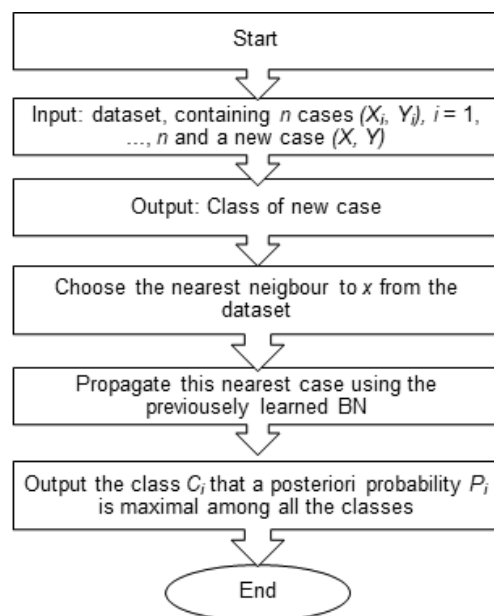 Start
Input: dataset, containing n cases (Xi, Yi), i = 1,
..., n and a new case (X, Y)
Output: Class of new case
Choose the nearest neigbour to x from the
dataset
Propagate this nearest case using the
previousely learned BN
Output the class Ci that a posteriori probability Pi
is maximal among all the classes
End